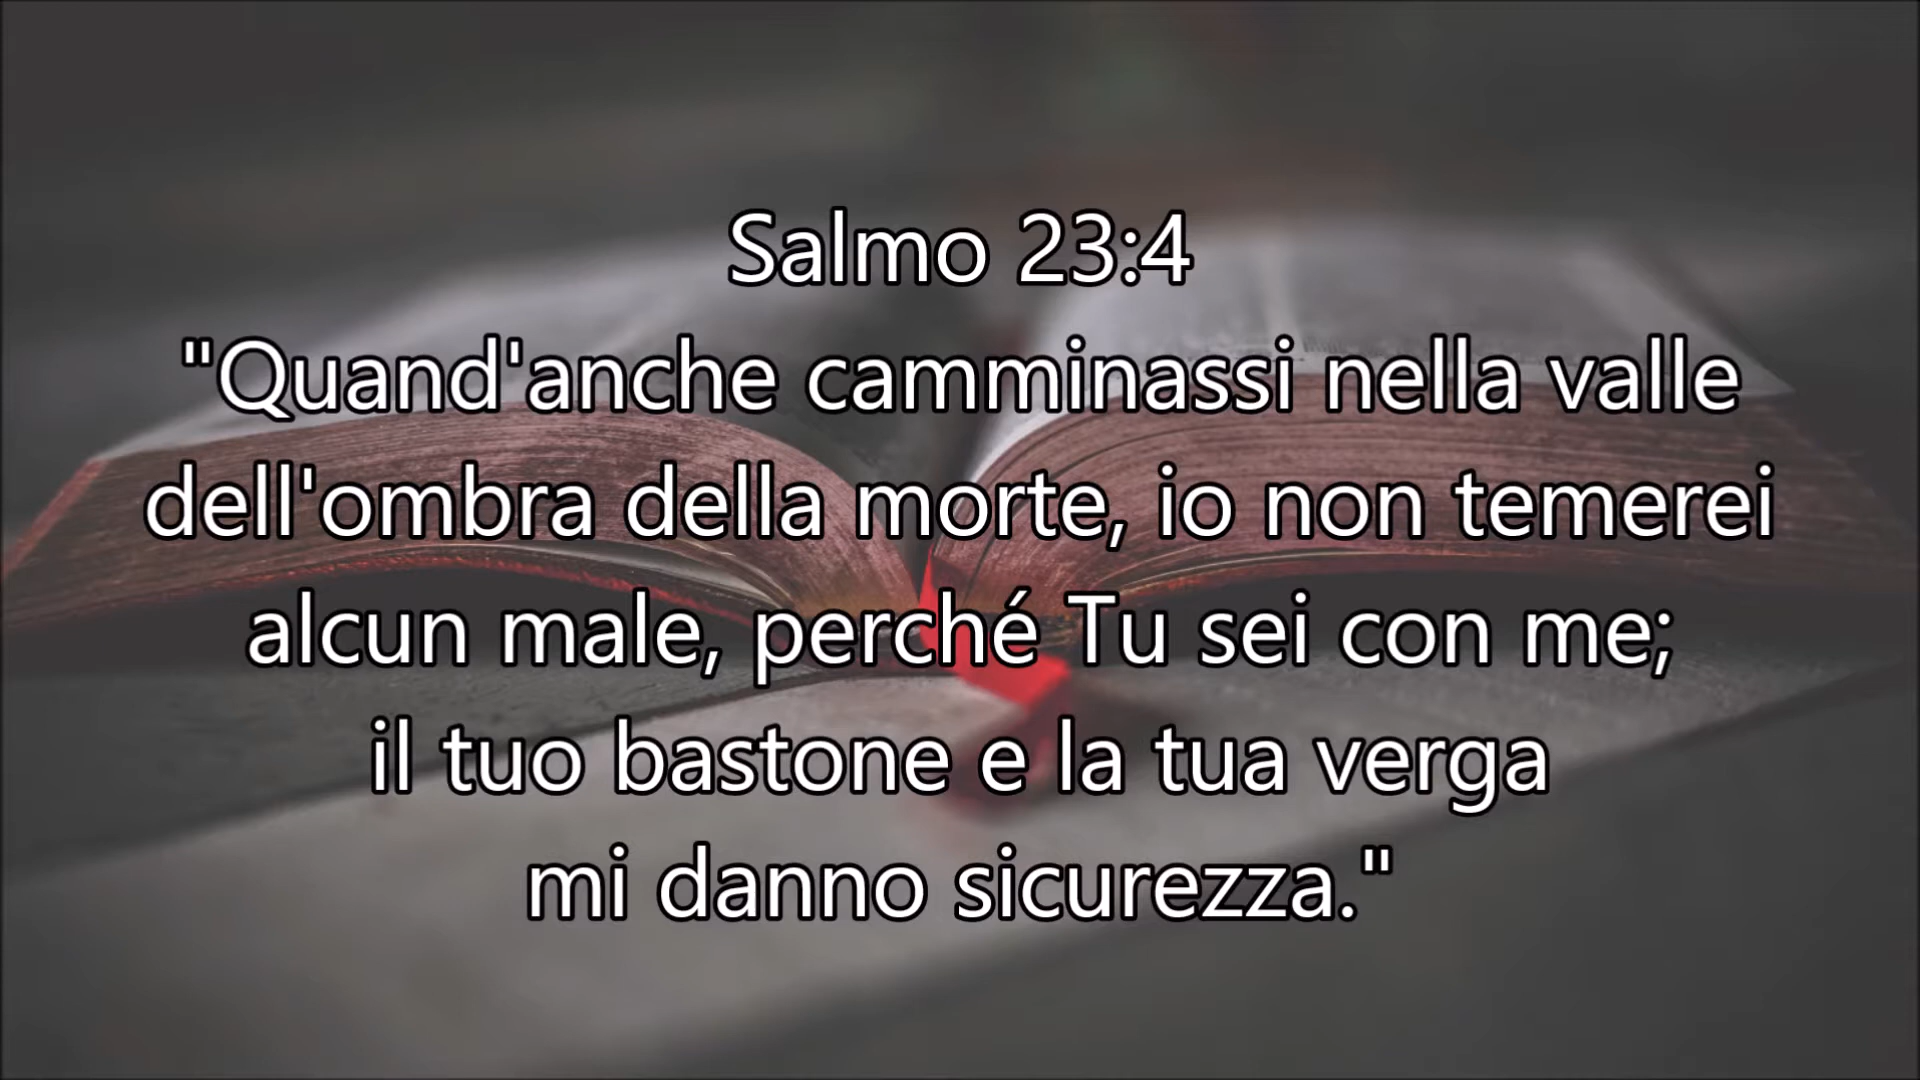 Salmo 23:4
"Quand'anche camminassi nella valle
dell'ombra della morte, io non temerei
alcun male, perché Tu sei con me;
il tuo bastone e la tua verga
mi danno sicurezza."